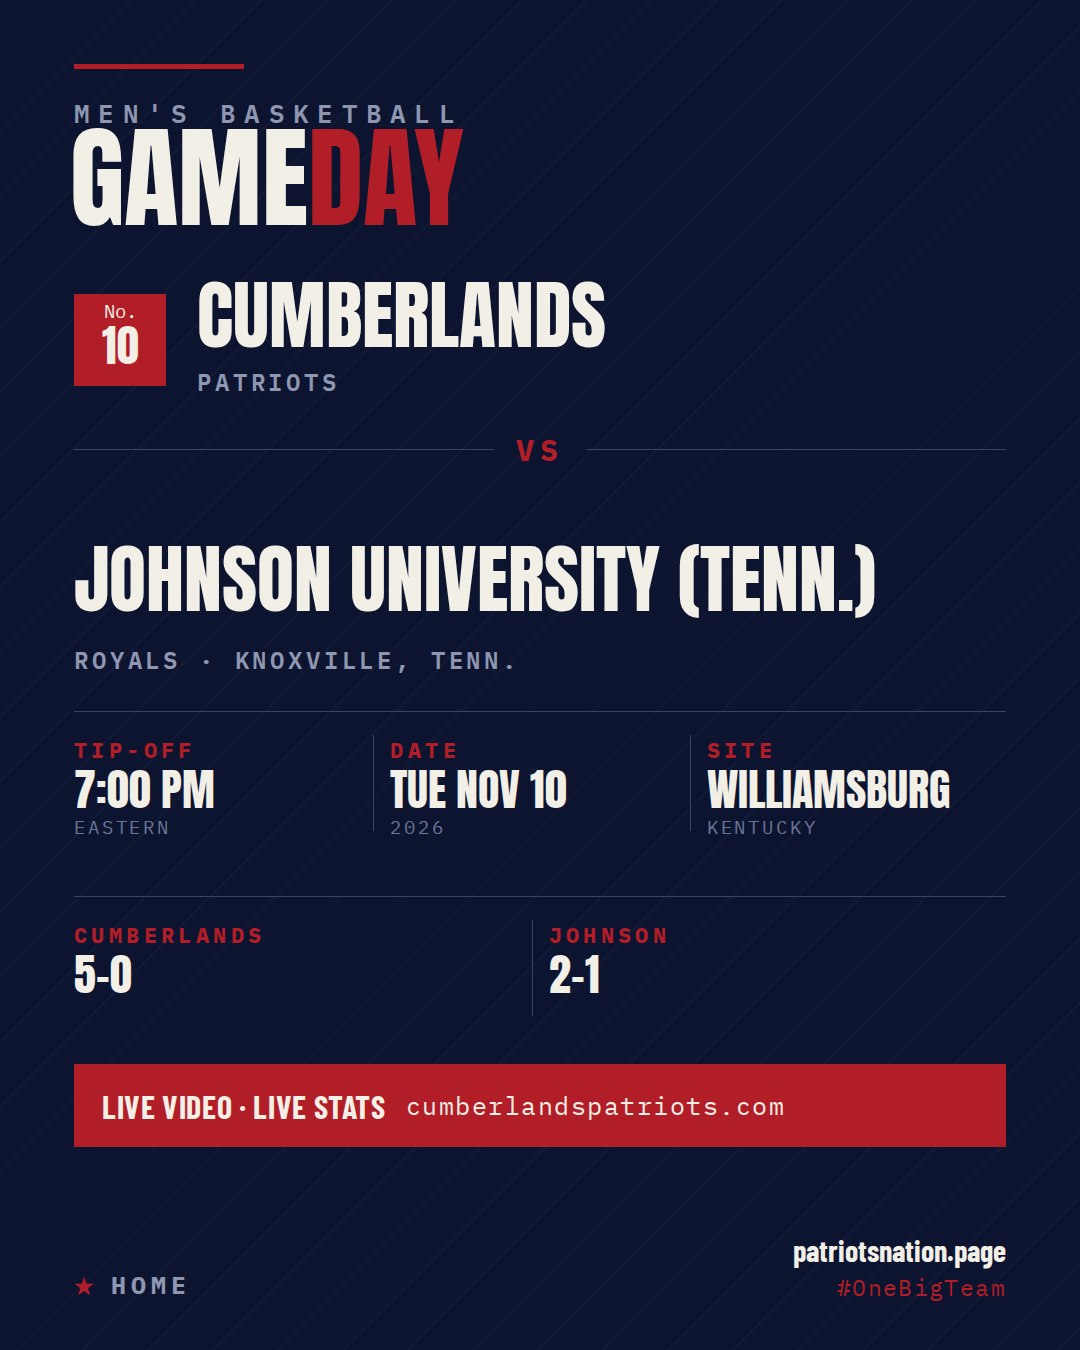 MEN'S BASKETBALL
GAMEDAY
No.
10
CUMBERLANDS
PATRIOTS
VS
JOHNSON UNIVERSITY (TENN.)
ROYALS · KNOXVILLE, TENN.
TIP-OFF
7:00 PM
EASTERN
DATE
TUE NOV 10
2026
SITE
WILLIAMSBURG
KENTUCKY
CUMBERLANDS
5-0
JOHNSON
2-1
LIVE VIDEO · LIVE STATS cumberlandspatriots.com
patriotsnation.page
★ HOME
#OneBigTeam